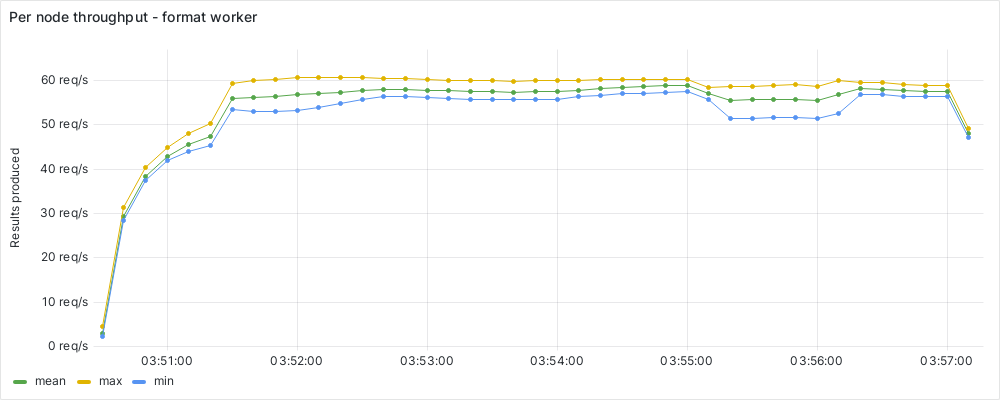 Per node throughput - format worker
Results produced
60 req/s
50 req/s
40 req/s
30 req/s
20 req/s
10 req/s
0 req/s
03:51:00 03:52:00 03:53:00 03:54:00 03:55:00 03:56:00 03:57:00
mean max min